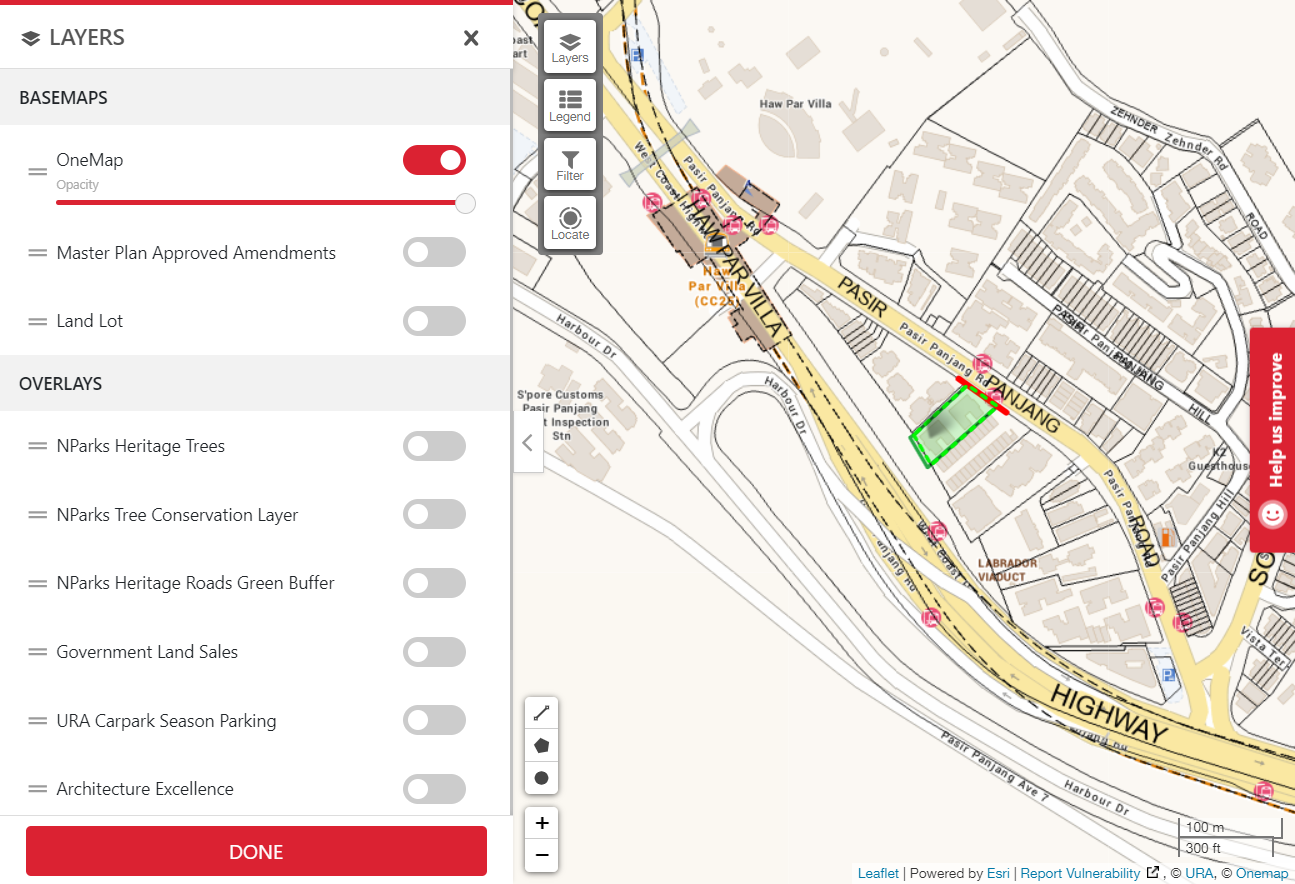 LAYERS
BASEMAPS
OneMap
Opacity
Master Plan Approved Amendments
Land Lot
OVERLAYS
NParks Heritage Trees
NParks Tree Conservation Layer
NParks Heritage Roads Green Buffer
Government Land Sales
URA Carpark Season Parking
Architecture Excellence
DONE
Layers
Legend
Filter
Locate
Haw Par Villa
ZEHNDER
Zehnder Rd
ROAD
West Coast Highway
Pasir Panjang Rd
HAW PAR VILLA
Haw
Par Villa
(CC25)
PASIR
Pasir Panjang Rd
PANJANG
PASIR
Pasir Panjang
PANJANG
HILL
Harbour Dr
Harbour Dr
S'pore Customs
Pasir Panjang
t Inspection
Stn
K2
Guesthouse
Pasir Panjang Rd
ROAD
Pasir Panjang Hill
SO
West Coast
anjang Rd
LABRADOR
VIADUCT
Vista Ter
HIGHWAY
Pasir Panjang Ave 7
Harbour Dr
Help us improve
P
P
+
−
100 m
300 ft
Leaflet | Powered by Esri | Report Vulnerability , © URA, © Onemap